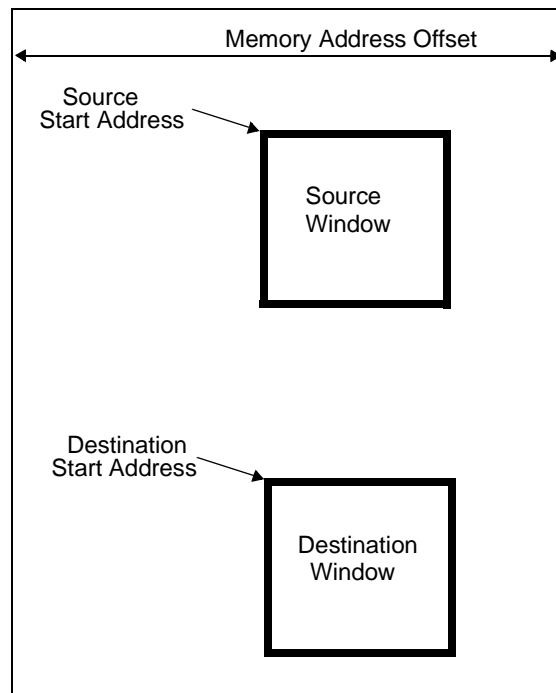 Memory Address Offset
Source
Start Address
Source
Window
Destination
Start Address
Destination
Window